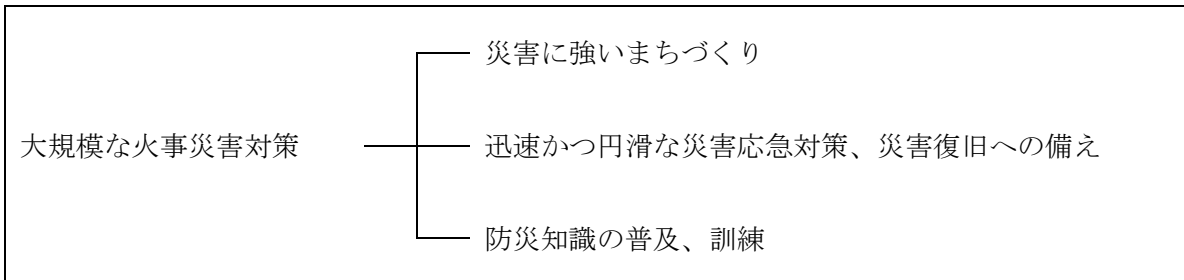 災害に強いまちづくり
大規模な火事災害対策
迅速かつ円滑な災害応急対策、災害復旧への備え
防災知識の普及、訓練